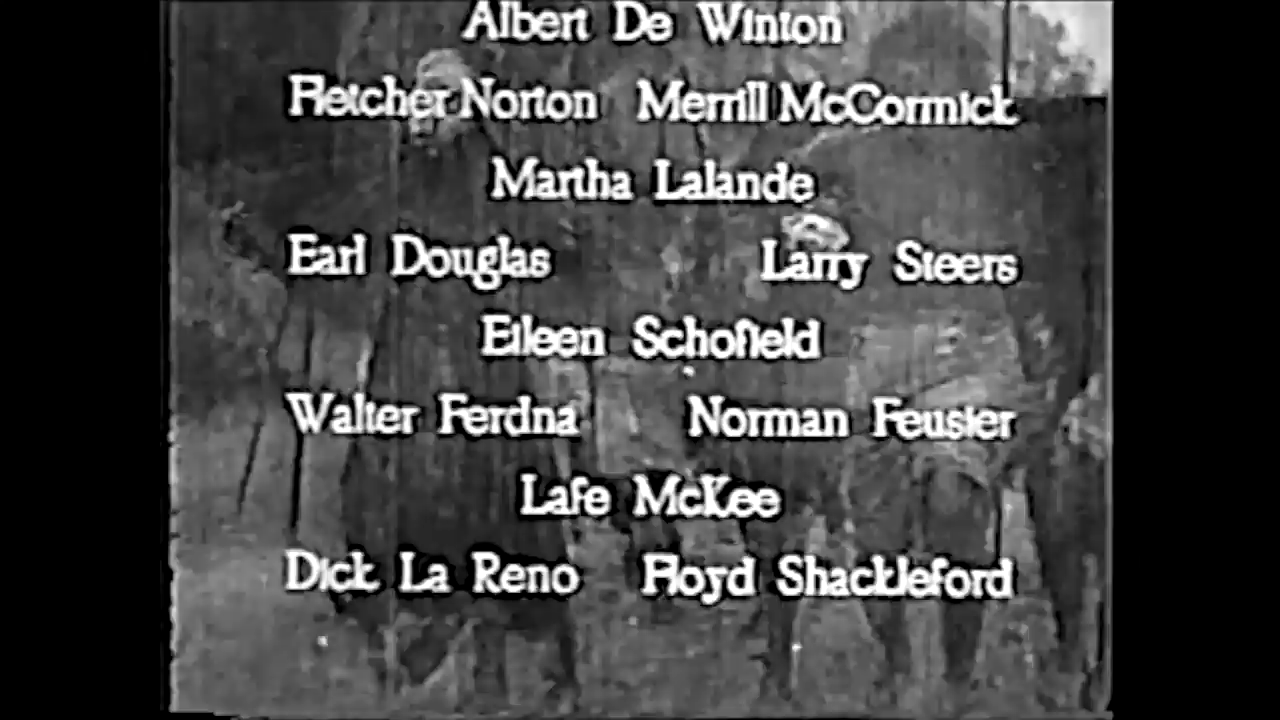 Albert De Winton
Fletcher Norton Merrill McCormick
Martha Lalande
Earl Douglas Larry Steers
Eileen Schofield
Walter Ferdna Norman Feusier
Lafe McKee
Dick La Reno Floyd Shackleford